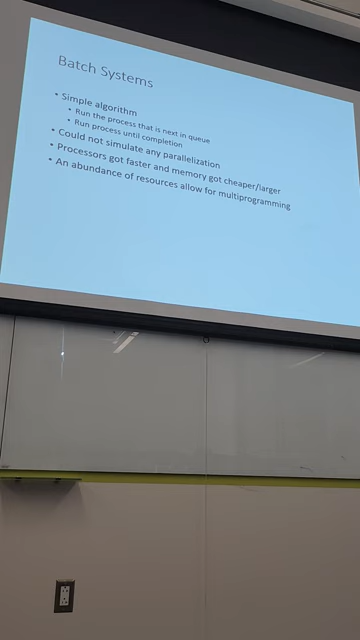 Batch Systems
• Simple algorithm
• Run the process that is next in queue
• Run process until completion
• Could not simulate any parallelization
• Processors got faster and memory got cheaper/larger
• An abundance of resources allow for multiprogramming